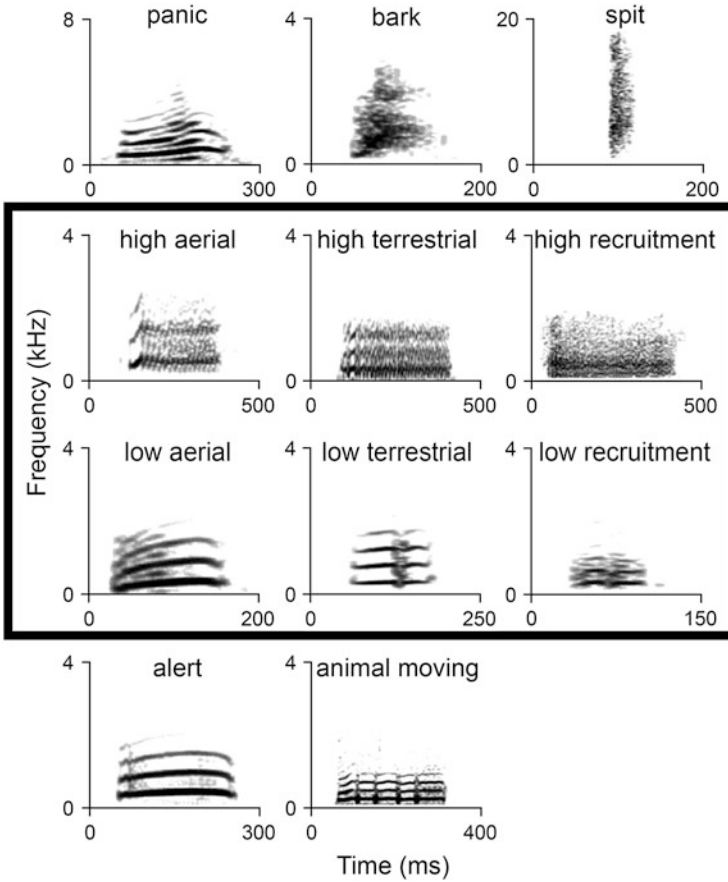 panic bark spit
8 4 20
0 0 0
0 300 0 200 0 200
high aerial high terrestrial high recruitment
4 4 4
0 0 0
0 500 0 500 0 500
Frequency (kHz)
low aerial low terrestrial low recruitment
4 4 4
0 0 0
0 200 0 250 0 150
alert animal moving
4 4
0 0
0 300 0 400
Time (ms)